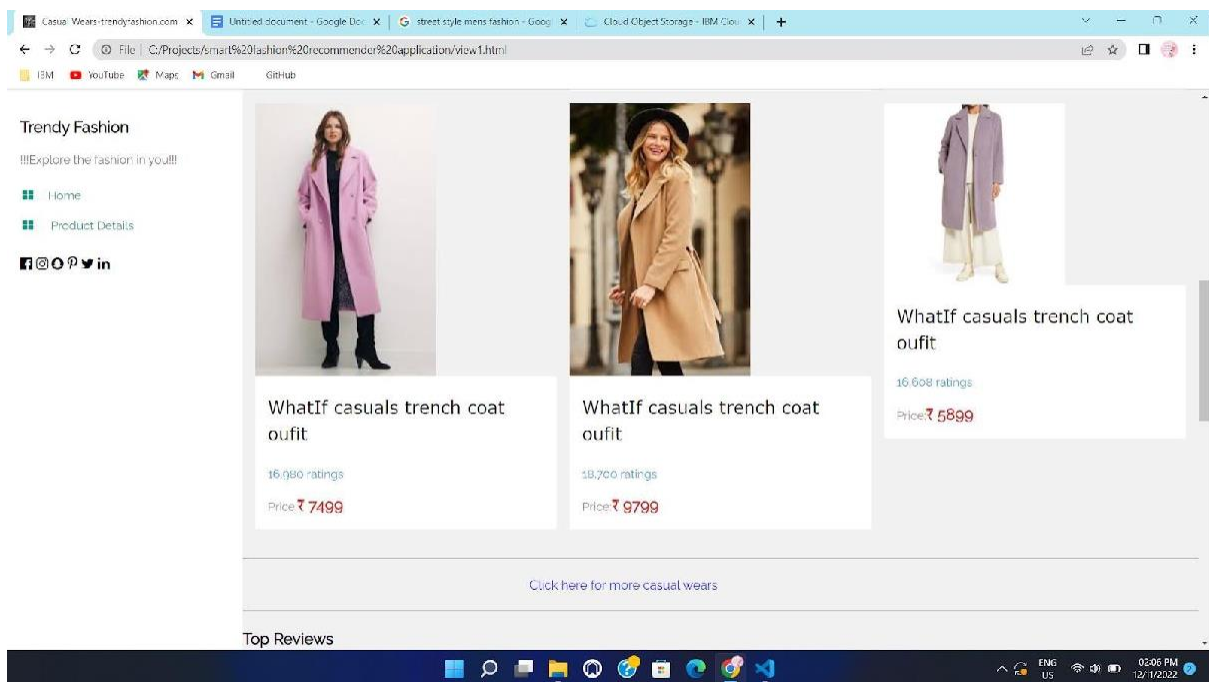 Casual Wears-trendyfashion.com
Untitled document - Google Doc
street style mens fashion - Googl
Cloud Object Storage - IBM Clou
File | C:/Projects/smart%20fashion%20recommender%20application/view1.html
IBM YouTube Maps Gmail GitHub
Trendy Fashion
!!!Explore the fashion in you!!!
Home
Product Details
WhatIf casuals trench coat
oufit
16,980 ratings
Price:₹ 7499
WhatIf casuals trench coat
oufit
18,700 ratings
Price:₹ 9799
WhatIf casuals trench coat
oufit
16,608 ratings
Price:₹ 5899
Click here for more casual wears
Top Reviews
ENG
US
02:06 PM
12/11/2022
2